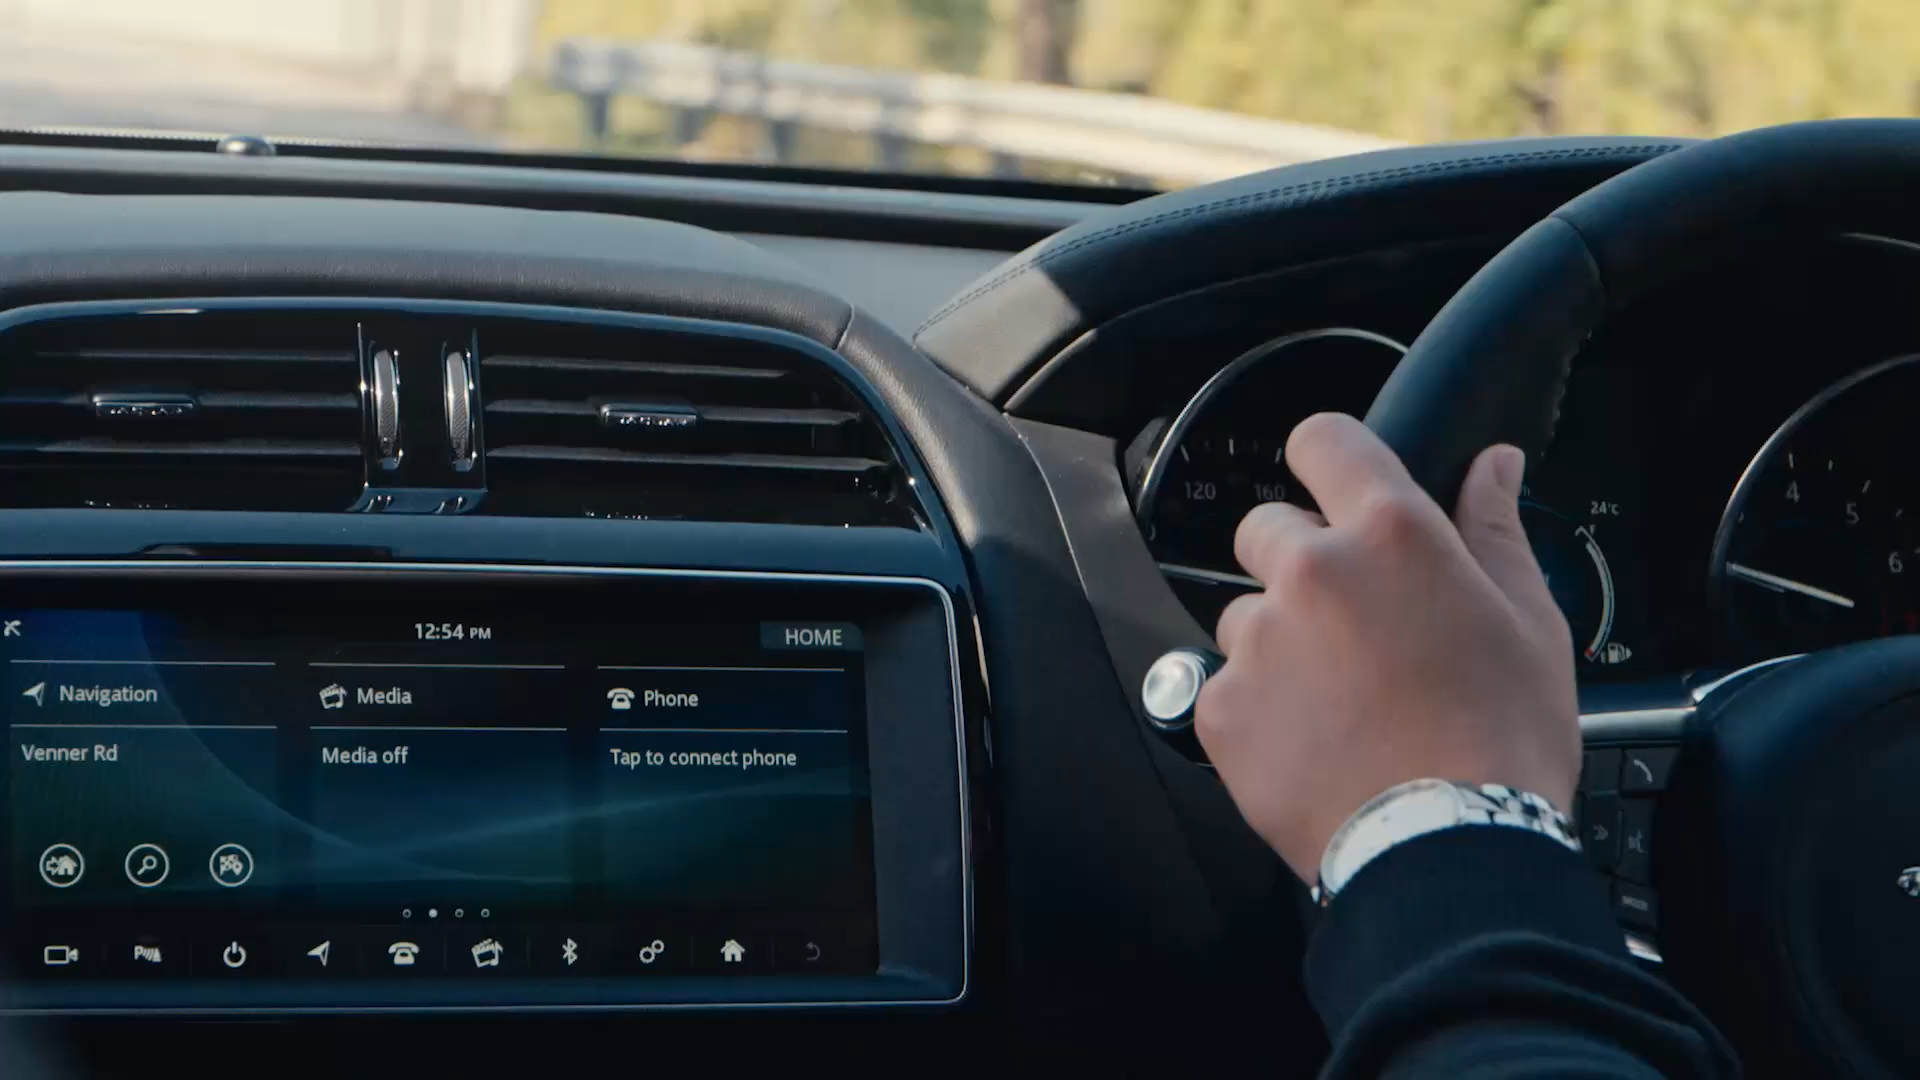 120
160
24°C
F
4
5
6
12:54 PM
HOME
Navigation
Media
Phone
Venner Rd
Media off
Tap to connect phone